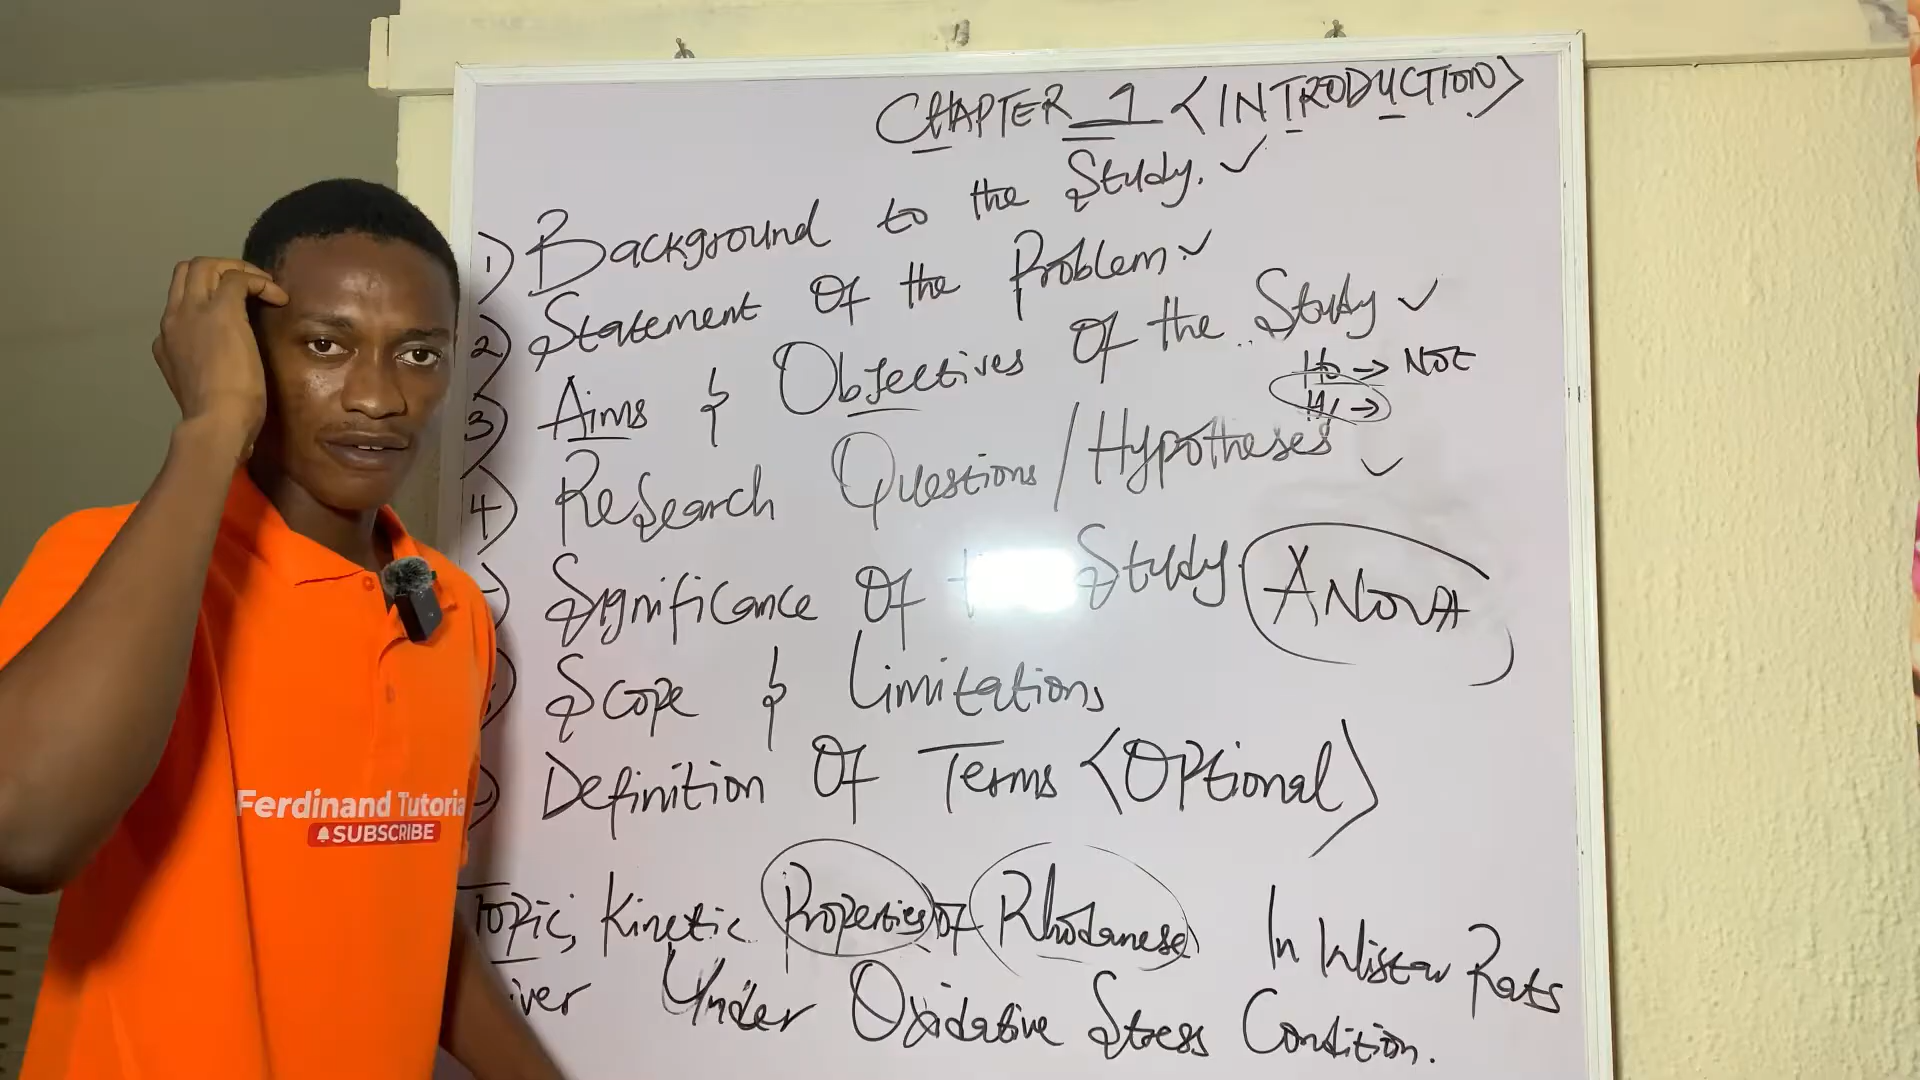 CHAPTER 1 <INTRODUCTION>
1) Background to the Study. ✓
2) Statement Of the Problem ✓
3) Aims & Objectives Of the Study ✓
Ho → NOT
H1 →
4) Research Questions/Hypotheses ✓
Significance Of Study
ANOVA
Scope & Limitations
Definition Of Terms <Optional>
Topic; Kinetic Properties of Rhodanese In Wistar Rats
iver Under Oxidative Stress Condition.
Ferdinand Tutoria
SUBSCRIBE